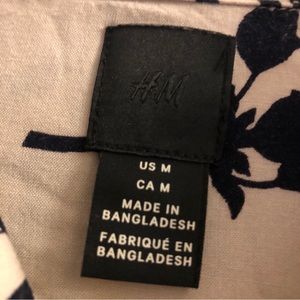 H&M
US M
CA M
MADE IN
BANGLADESH
FABRIQUÉ EN
BANGLADESH